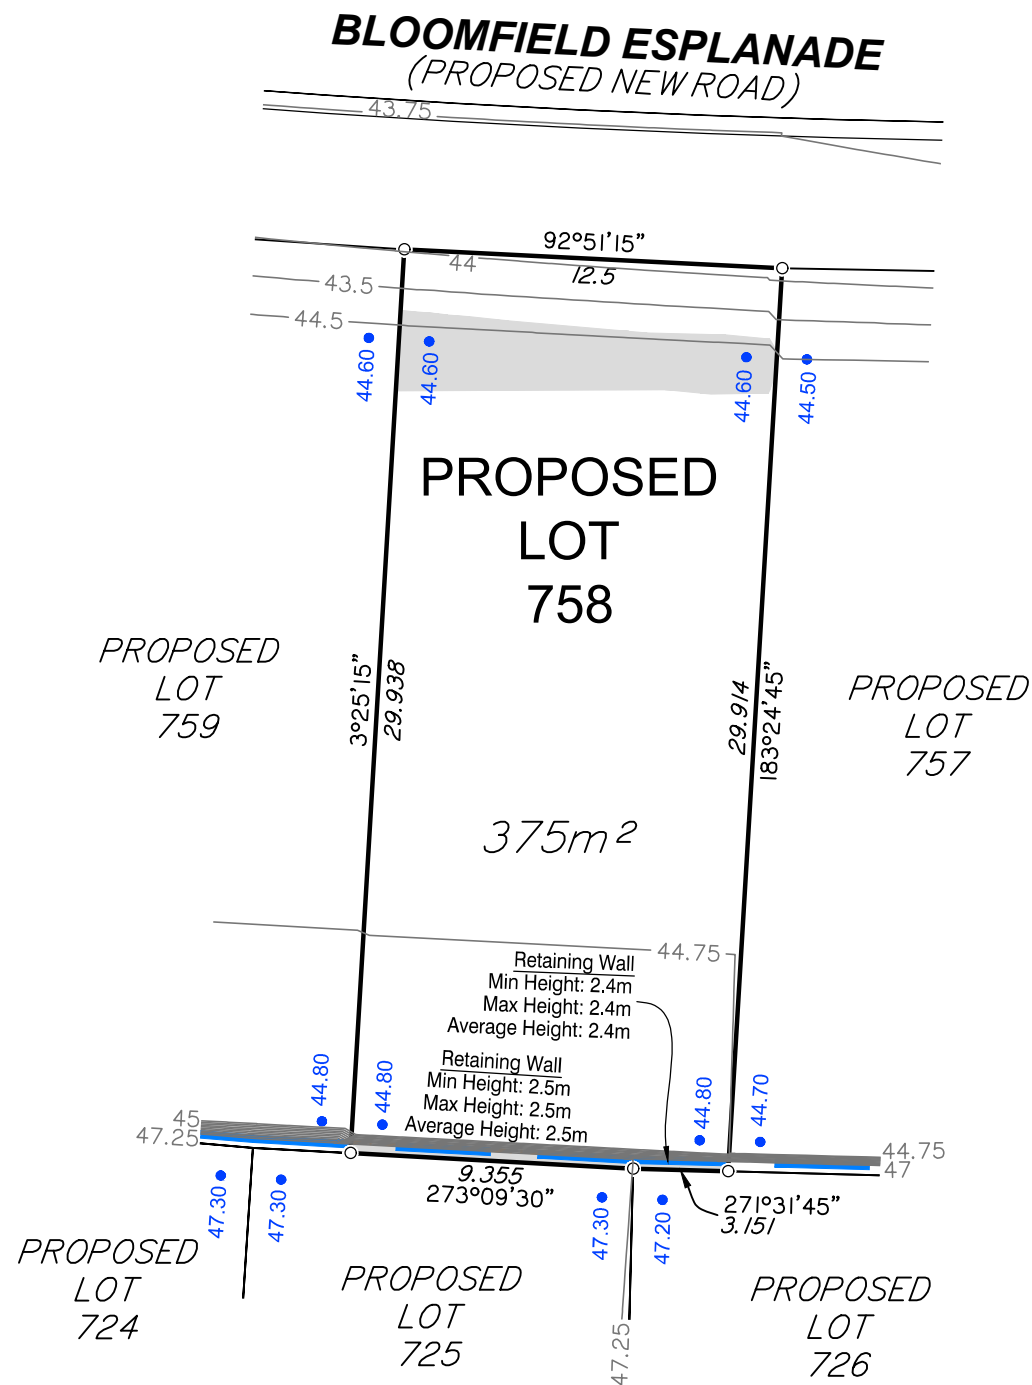 BLOOMFIELD ESPLANADE
(PROPOSED NEW ROAD)
43.75
92°51'15"
12.5
44
43.5
44.5
44.60
44.60
44.60
44.50
PROPOSED
LOT
758
PROPOSED
LOT
759
3°25'15"
29.938
29.914
183°24'45"
PROPOSED
LOT
757
375m²
44.75
Retaining Wall
Min Height: 2.4m
Max Height: 2.4m
Average Height: 2.4m
Retaining Wall
Min Height: 2.5m
Max Height: 2.5m
Average Height: 2.5m
44.80
44.80
44.80
44.70
45
47.25
44.75
47
9.355
273°09'30"
271°31'45"
3.151
47.30
47.30
47.30
47.20
PROPOSED
LOT
724
PROPOSED
LOT
725
47.25
PROPOSED
LOT
726